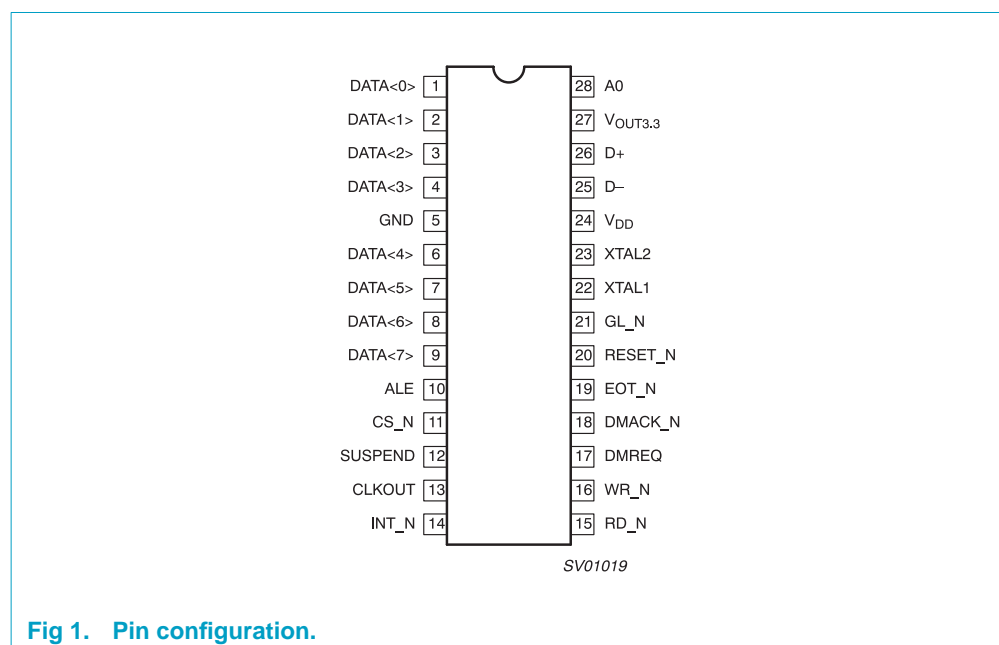 DATA<0> 1 28 A0
DATA<1> 2 27 VOUT3.3
DATA<2> 3 26 D+
DATA<3> 4 25 D–
GND 5 24 VDD
DATA<4> 6 23 XTAL2
DATA<5> 7 22 XTAL1
DATA<6> 8 21 GL_N
DATA<7> 9 20 RESET_N
ALE 10 19 EOT_N
CS_N 11 18 DMACK_N
SUSPEND 12 17 DMREQ
CLKOUT 13 16 WR_N
INT_N 14 15 RD_N
SV01019
Fig 1. Pin configuration.